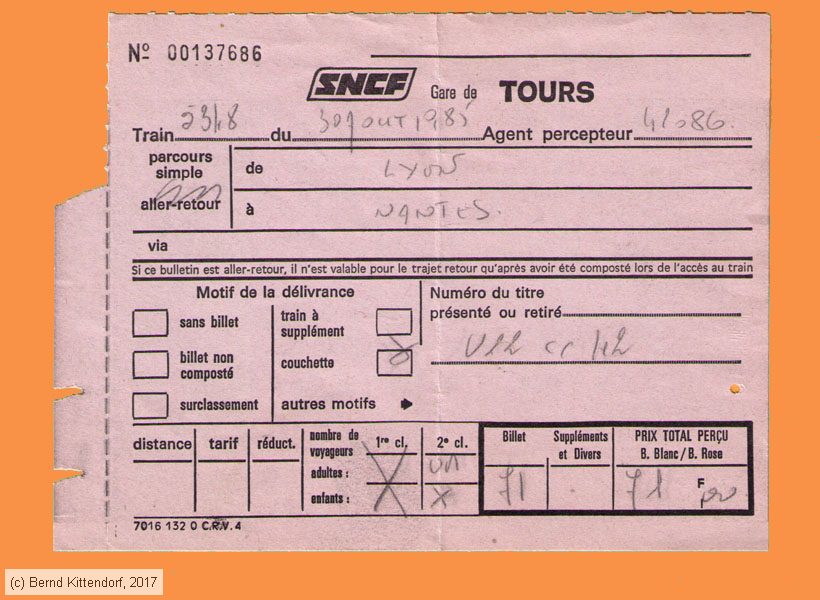 Nº 00137686
SNCF Gare de TOURS
Train du 30 Aout 1985 Agent percepteur
parcours simple de LYON
aller-retour à NANTES.
via
Si ce bulletin est aller-retour, il n'est valable pour le trajet retour qu'après avoir été composté lors de l'accès au train
Motif de la délivrance
sans billet
billet non
composté
surclassement
train à
supplément
couchette
autres motifs
Numéro du titre
présenté ou retiré
distance tarif réduct.
nombre de
voyageurs
adultes :
enfants :
1re cl. 2e cl.
UN
Billet
71
Suppléments
et Divers
PRIX TOTAL PERÇU
B. Blanc / B. Rose
71 F
7016 132 0 C.R.V. 4
(c) Bernd Kittendorf, 2017